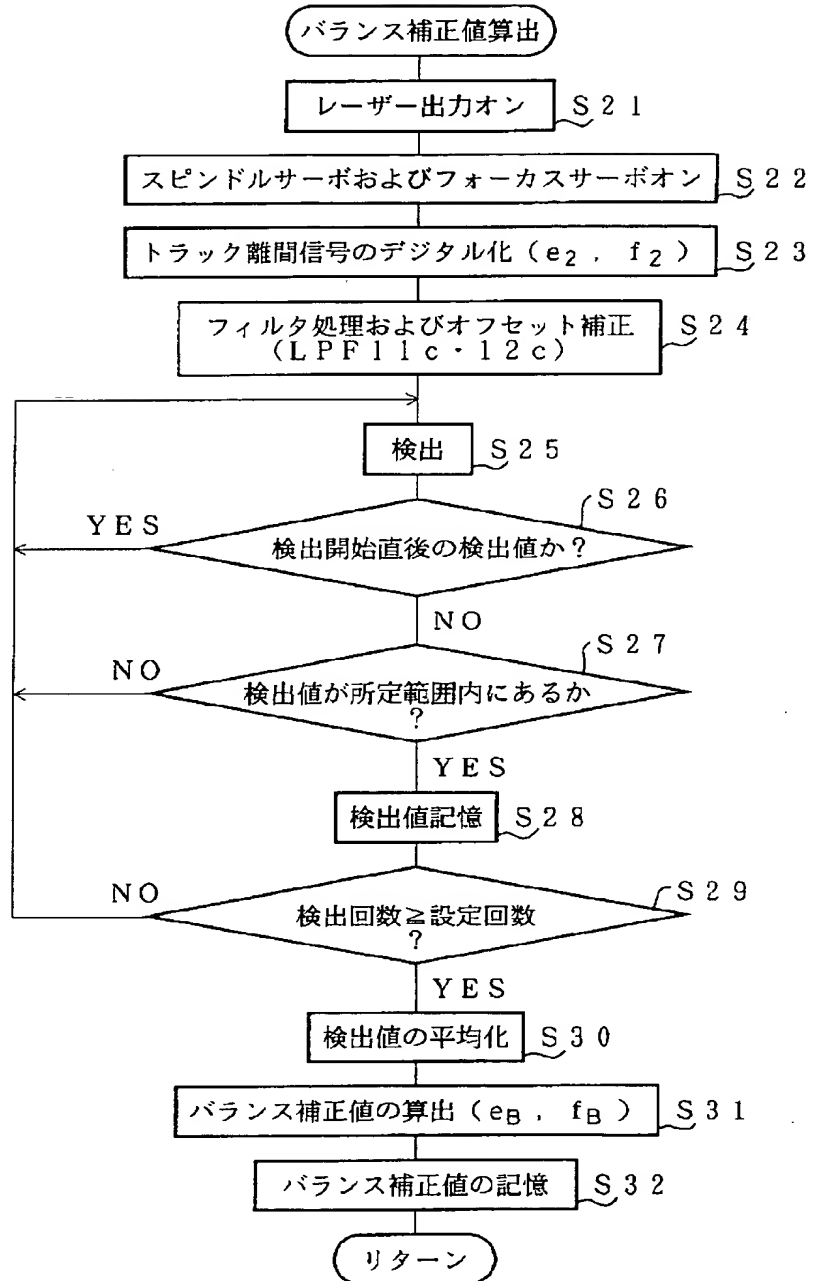 バランス補正値算出
レーザー出力オン S21
スピンドルサーボおよびフォーカスサーボオン S22
トラック離間信号のデジタル化(e2, f2) S23
フィルタ処理およびオフセット補正 S24
(LPF11c・12c)
検出 S25
S26
YES
検出開始直後の検出値か?
NO
S27
NO
検出値が所定範囲内にあるか
?
YES
検出値記憶 S28
NO
S29
検出回数≧設定回数
?
YES
検出値の平均化 S30
バランス補正値の算出(eB, fB) S31
バランス補正値の記憶 S32
リターン